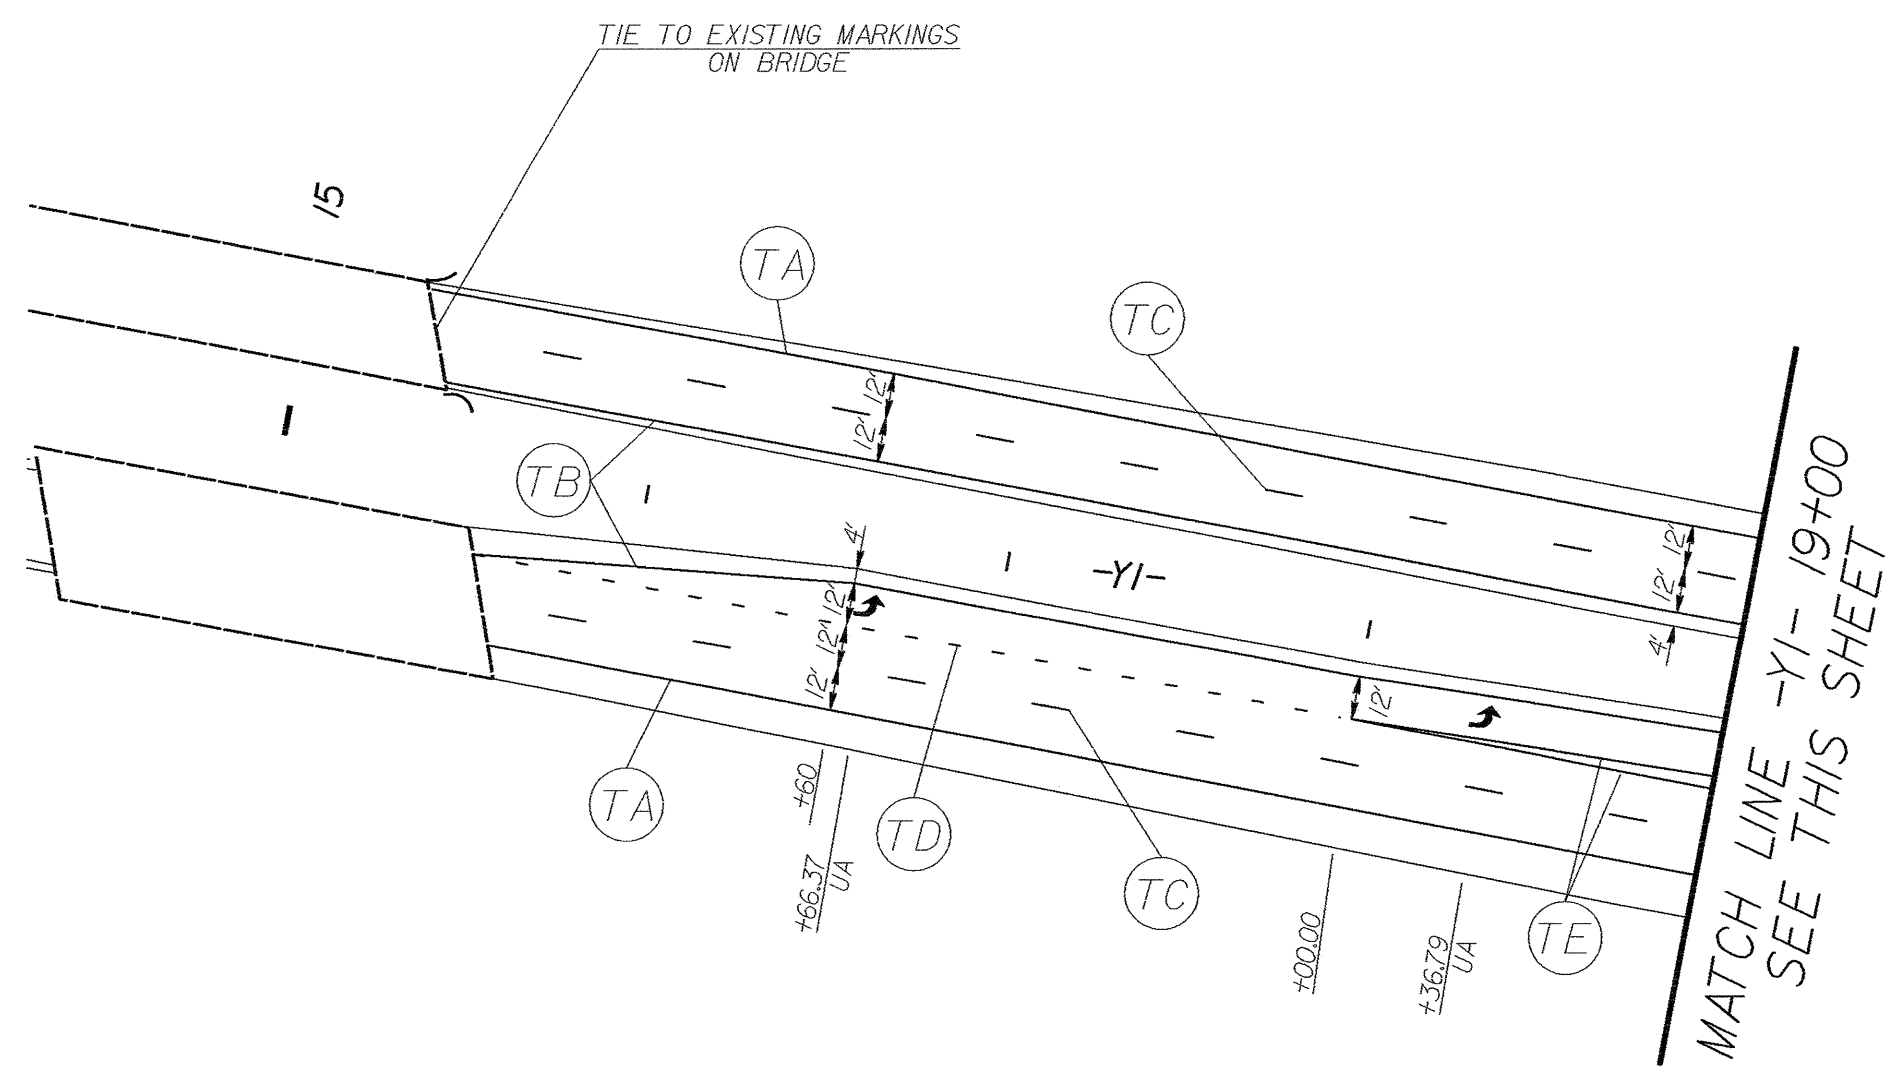 TIE TO EXISTING MARKINGS
ON BRIDGE
15
TA
TC
12'
12'
TB
4'
-Y1-
12'
12'
4'
12'
12'
12'
12'
TA
+60
TD
+66.37
UA
TC
+00.00
+36.79
UA
TE
MATCH LINE -Y1- 19+00
SEE THIS SHEET